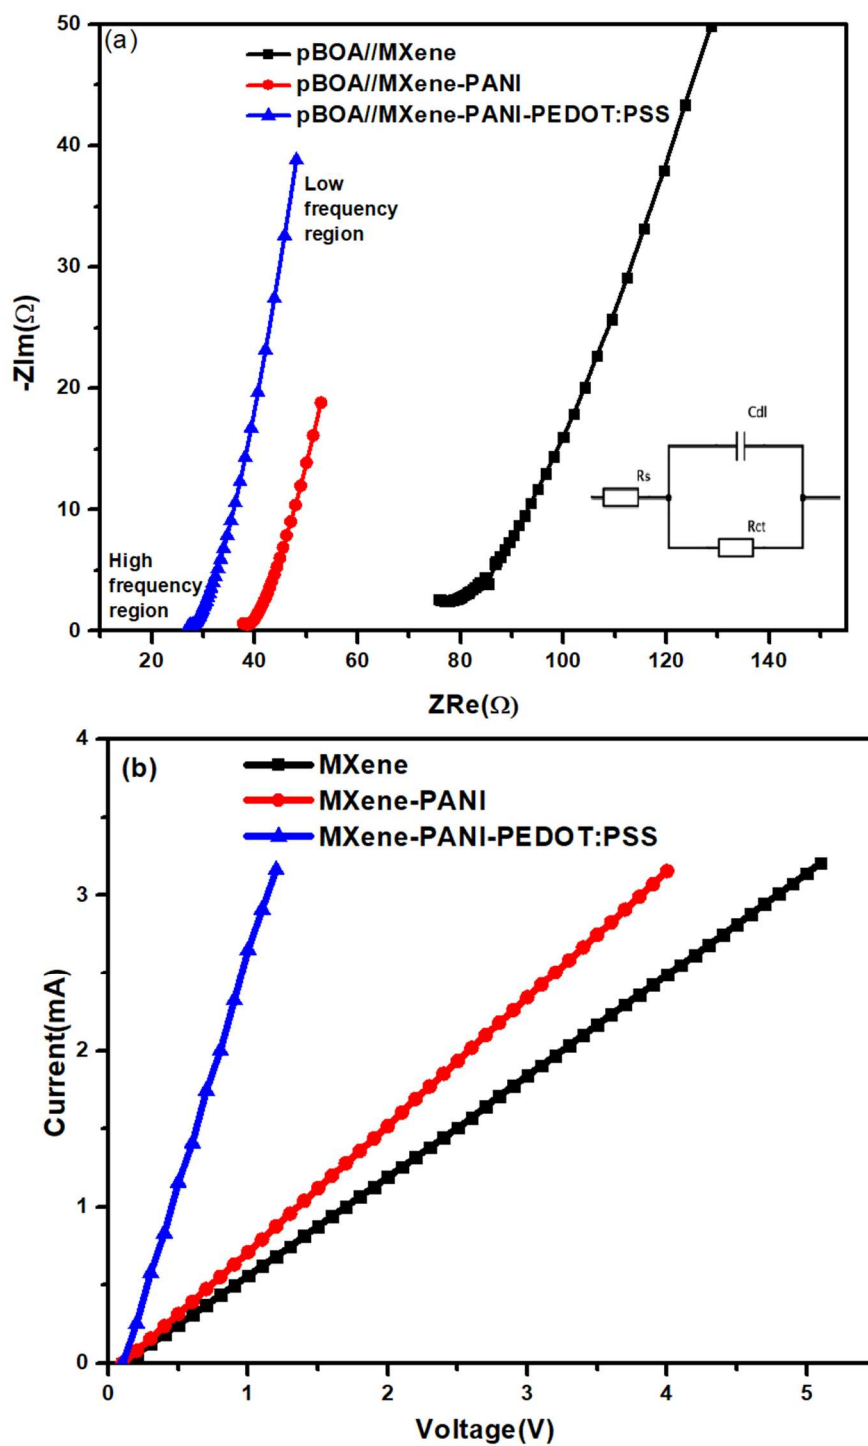 (a)
pBOA//MXene
pBOA//MXene-PANI
pBOA//MXene-PANI-PEDOT:PSS
Low
frequency
region
High
frequency
region
Cdl
Rs
Rct
50
40
30
20
10
0
-ZIm(Ω)
20 40 60 80 100 120 140
ZRe(Ω)
(b)
MXene
MXene-PANI
MXene-PANI-PEDOT:PSS
4
3
2
1
0
Current(mA)
0 1 2 3 4 5
Voltage(V)